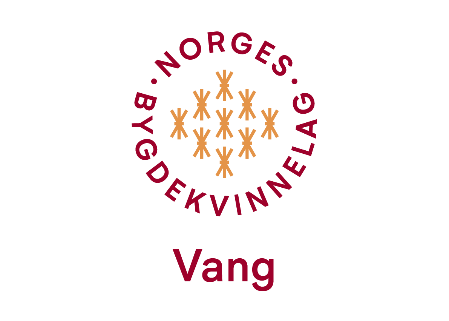 · NORGES ·
BYGDEKVINNELAG
Vang